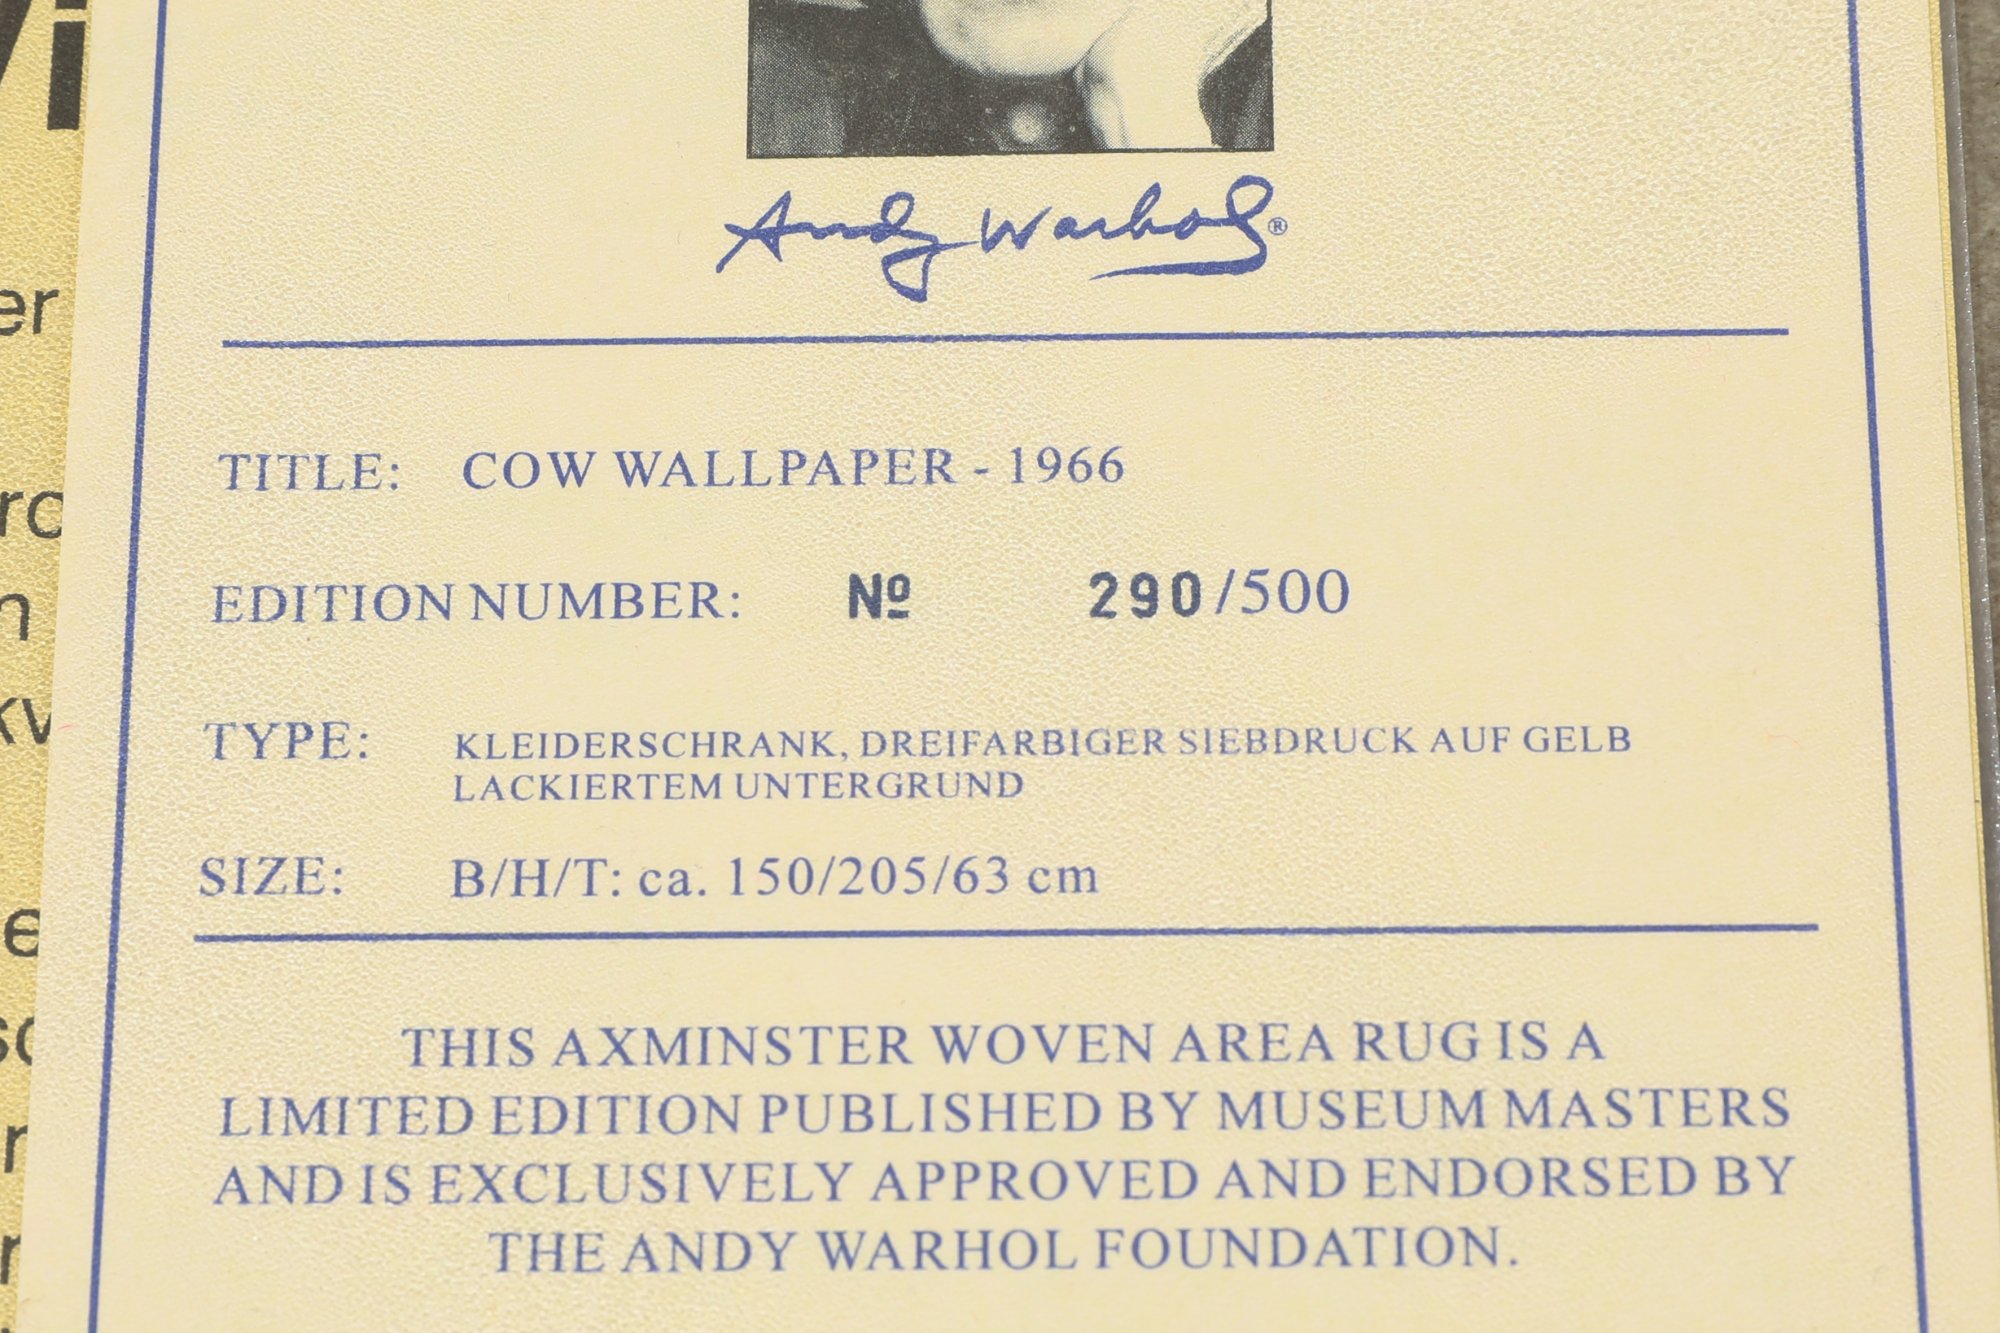 Andy Warhol®
TITLE: COW WALLPAPER - 1966
EDITION NUMBER: Nº 290/500
TYPE: KLEIDERSCHRANK, DREIFARBIGER SIEBDRUCK AUF GELB
LACKIERTEM UNTERGRUND
SIZE: B/H/T: ca. 150/205/63 cm
THIS AXMINSTER WOVEN AREA RUG IS A
LIMITED EDITION PUBLISHED BY MUSEUM MASTERS
AND IS EXCLUSIVELY APPROVED AND ENDORSED BY
THE ANDY WARHOL FOUNDATION.